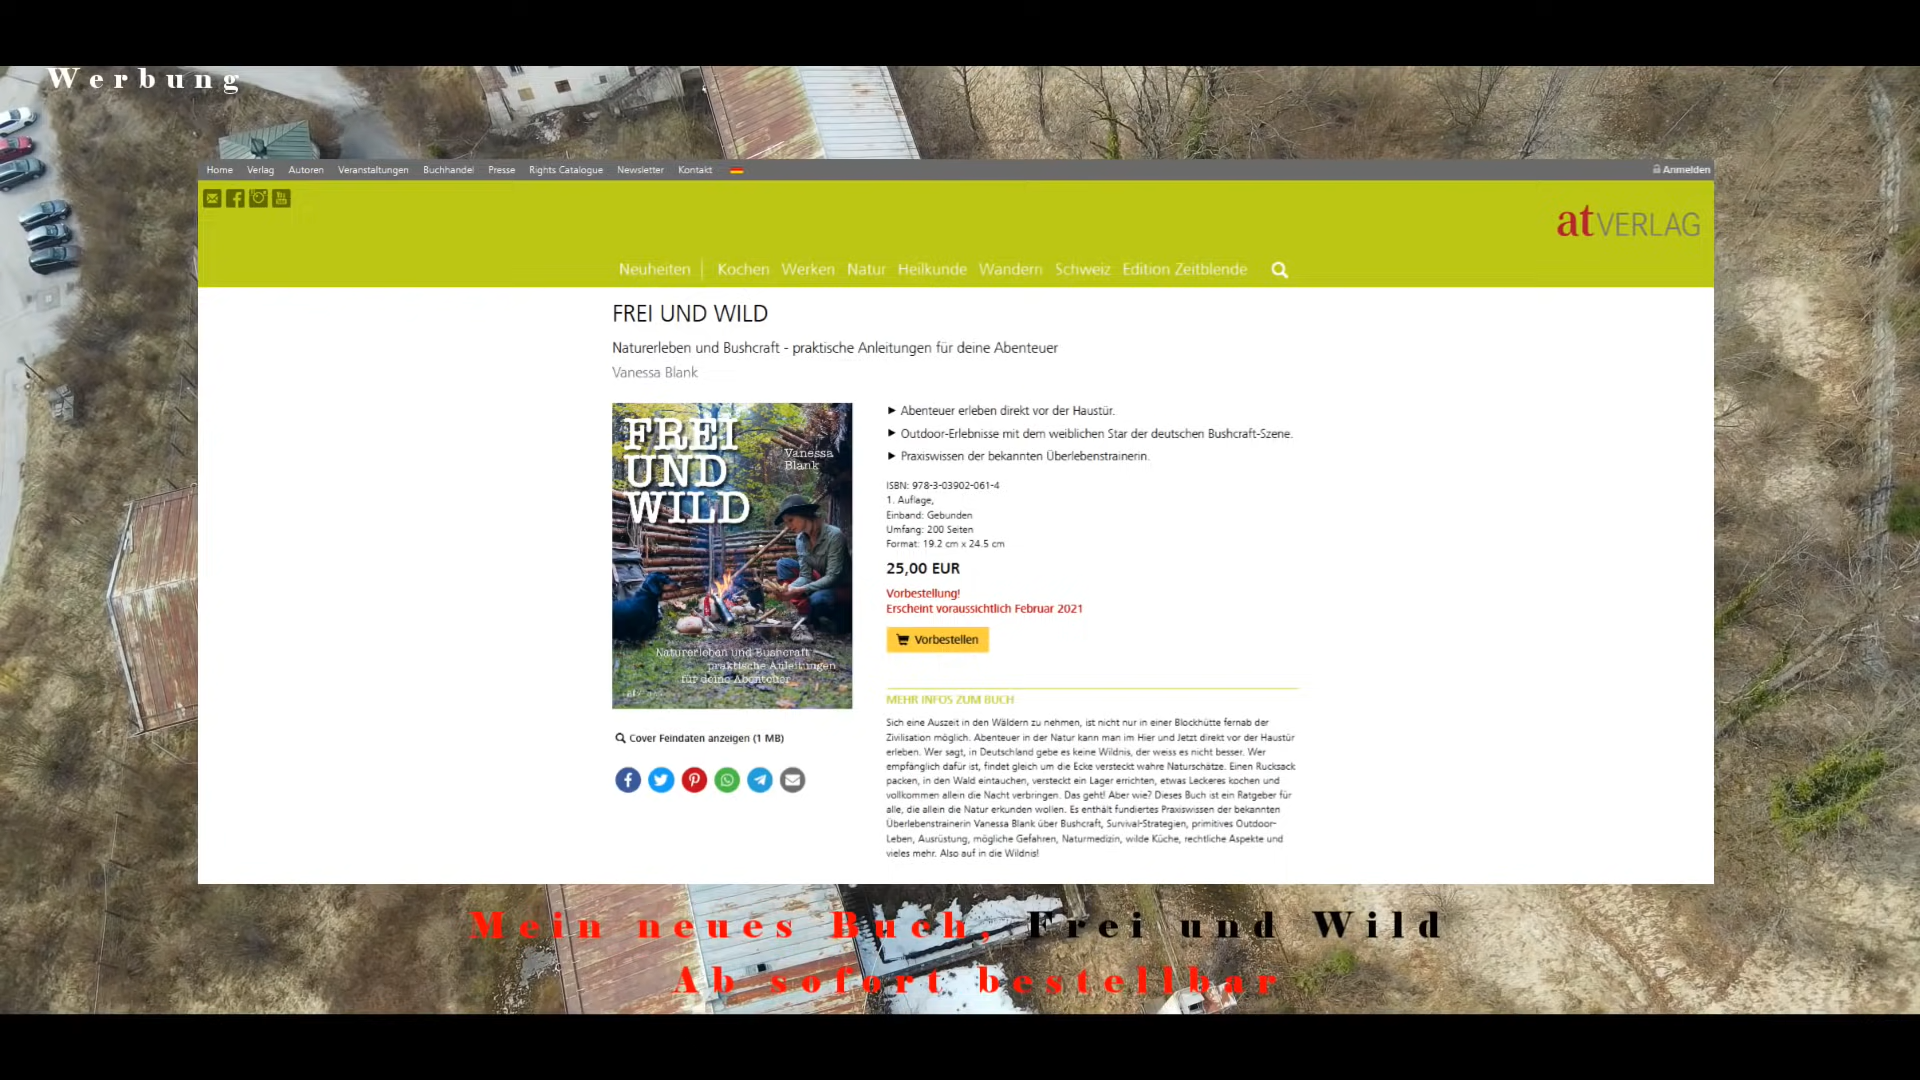 Werbung
Home Verlag Autoren Veranstaltungen Buchhandel Presse Rights Catalogue Newsletter Kontakt
Anmelden
atVERLAG
Neuheiten | Kochen Werken Natur Heilkunde Wandern Schweiz Edition Zeitblende
FREI UND WILD
Naturerleben und Bushcraft - praktische Anleitungen für deine Abenteuer
Vanessa Blank
FREI
UND
WILD
Vanessa
Blank
Naturerleben und Bushcraft -
praktische Anleitungen
für deine Abenteuer
at
► Abenteuer erleben direkt vor der Haustür.
► Outdoor-Erlebnisse mit dem weiblichen Star der deutschen Bushcraft-Szene.
► Praxiswissen der bekannten Überlebenstrainerin.
ISBN: 978-3-03902-061-4
1. Auflage,
Einband: Gebunden
Umfang: 200 Seiten
Format: 19.2 cm x 24.5 cm
25,00 EUR
Vorbestellung!
Erscheint voraussichtlich Februar 2021
Vorbestellen
Cover Feindaten anzeigen (1 MB)
MEHR INFOS ZUM BUCH
Sich eine Auszeit in den Wäldern zu nehmen, ist nicht nur in einer Blockhütte fernab der
Zivilisation möglich. Abenteuer in der Natur kann man im Hier und Jetzt direkt vor der Haustür
erleben. Wer sagt, in Deutschland gebe es keine Wildnis, der weiss es nicht besser. Wer
empfänglich dafür ist, findet gleich um die Ecke versteckt wahre Naturschätze. Einen Rucksack
packen, in den Wald eintauchen, versteckt ein Lager errichten, etwas Leckeres kochen und
vollkommen allein die Nacht verbringen. Das geht! Aber wie? Dieses Buch ist ein Ratgeber für
alle, die allein die Natur erkunden wollen. Es enthält fundiertes Praxiswissen der bekannten
Überlebenstrainerin Vanessa Blank über Bushcraft, Survival-Strategien, primitives Outdoor-
Leben, Ausrüstung, mögliche Gefahren, Naturmedizin, wilde Küche, rechtliche Aspekte und
vieles mehr. Also auf in die Wildnis!
Mein neues Buch, Frei und Wild
Ab sofort bestellbar